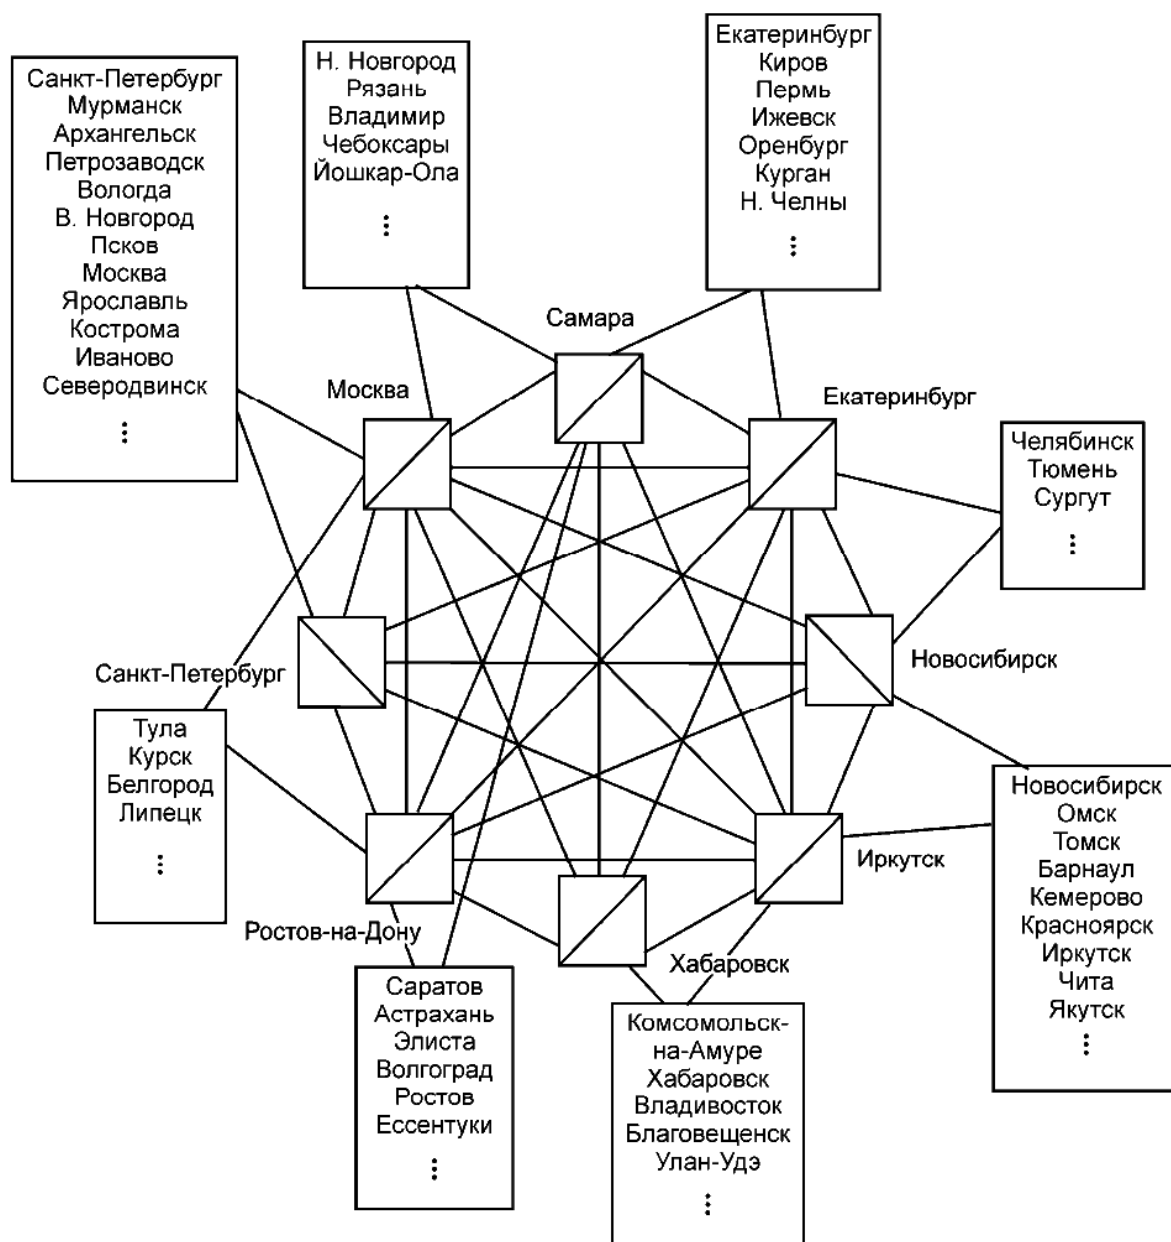 Санкт-Петербург
Мурманск
Архангельск
Петрозаводск
Вологда
В. Новгород
Псков
Москва
Ярославль
Кострома
Иваново
Северодвинск
⋮
Н. Новгород
Рязань
Владимир
Чебоксары
Йошкар-Ола
⋮
Екатеринбург
Киров
Пермь
Ижевск
Оренбург
Курган
Н. Челны
⋮
Самара
Москва
Екатеринбург
Челябинск
Тюмень
Сургут
⋮
Санкт-Петербург
Новосибирск
Тула
Курск
Белгород
Липецк
⋮
Новосибирск
Омск
Томск
Барнаул
Кемерово
Красноярск
Иркутск
Чита
Якутск
⋮
Иркутск
Ростов-на-Дону
Хабаровск
Саратов
Астрахань
Элиста
Волгоград
Ростов
Ессентуки
⋮
Комсомольск-
на-Амуре
Хабаровск
Владивосток
Благовещенск
Улан-Удэ
⋮